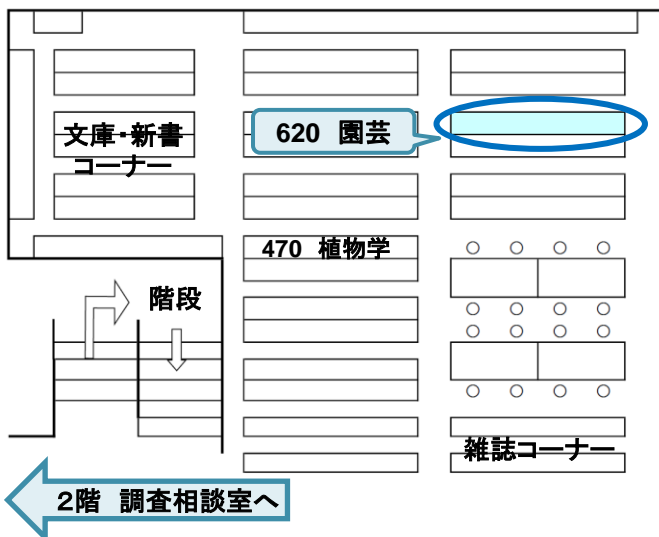 文庫・新書
コーナー
620 園芸
470 植物学
階段
雑誌コーナー
2階 調査相談室へ